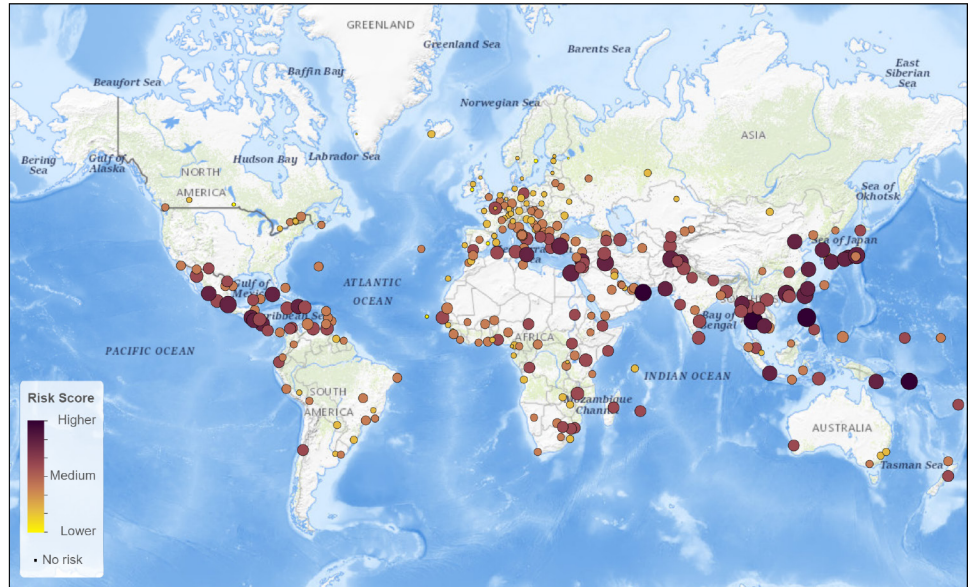 GREENLAND
Greenland Sea
Barents Sea
East
Siberian
Sea
Beaufort Sea
Baffin Bay
Norwegian Sea
ASIA
Bering
Sea
Gulf of
Alaska
Hudson Bay
Labrador Sea
NORTH
AMERICA
Sea of
Okhotsk
Sea of Japan
Gulf of
ATLANTIC
OCEAN
Bay of
Bengal
AFRICA
PACIFIC OCEAN
INDIAN OCEAN
SOUTH
AMERICA
Mozambique
Channel
AUSTRALIA
Tasman Sea
Risk Score
Higher
Medium
Lower
No risk